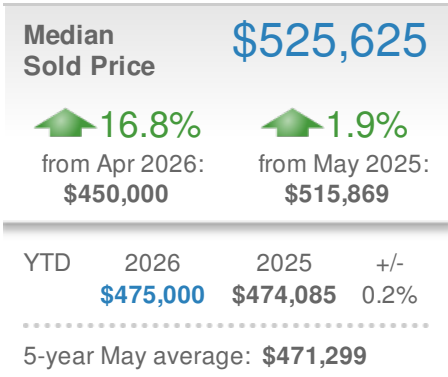 Median $525,625
Sold Price
16.8% 1.9%
from Apr 2026: from May 2025:
$450,000 $515,869
YTD 2026 2025 +/-
$475,000 $474,085 0.2%
5-year May average: $471,299